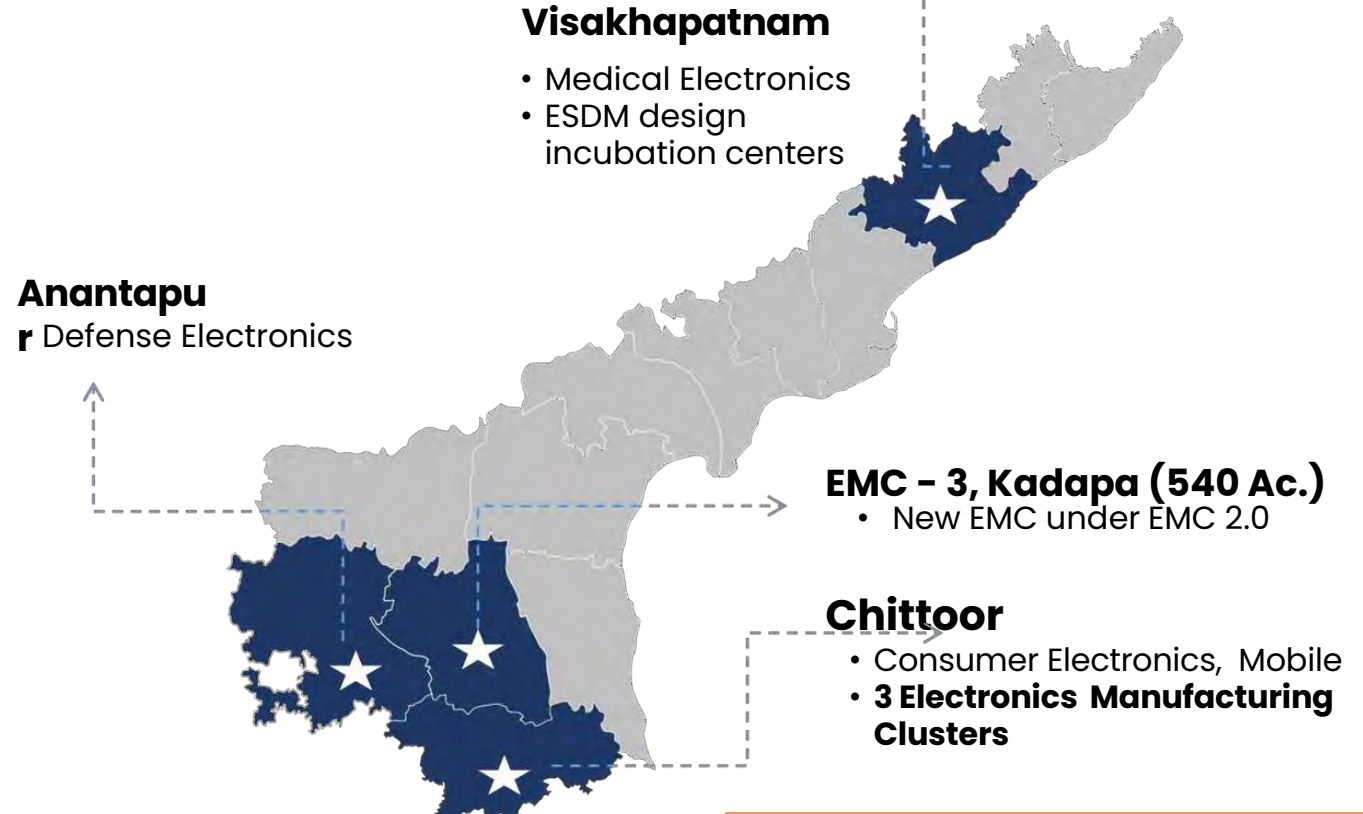 Visakhapatnam
• Medical Electronics
• ESDM design
incubation centers
Anantapu
r Defense Electronics
EMC - 3, Kadapa (540 Ac.)
• New EMC under EMC 2.0
Chittoor
• Consumer Electronics, Mobile
• 3 Electronics Manufacturing
Clusters